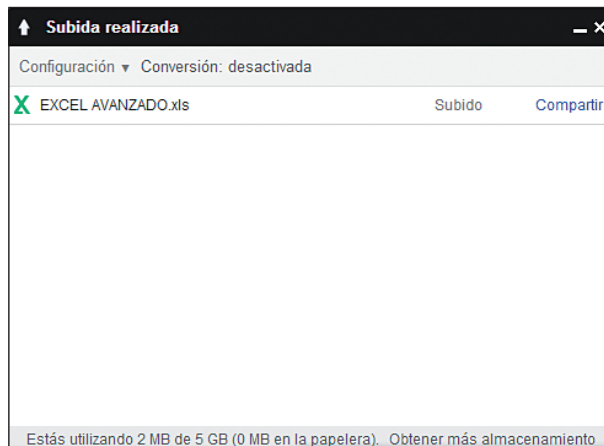 Subida realizada
Configuración Conversión: desactivada
EXCEL AVANZADO.xls Subido Compartir
Estás utilizando 2 MB de 5 GB (0 MB en la papelera). Obtener más almacenamiento